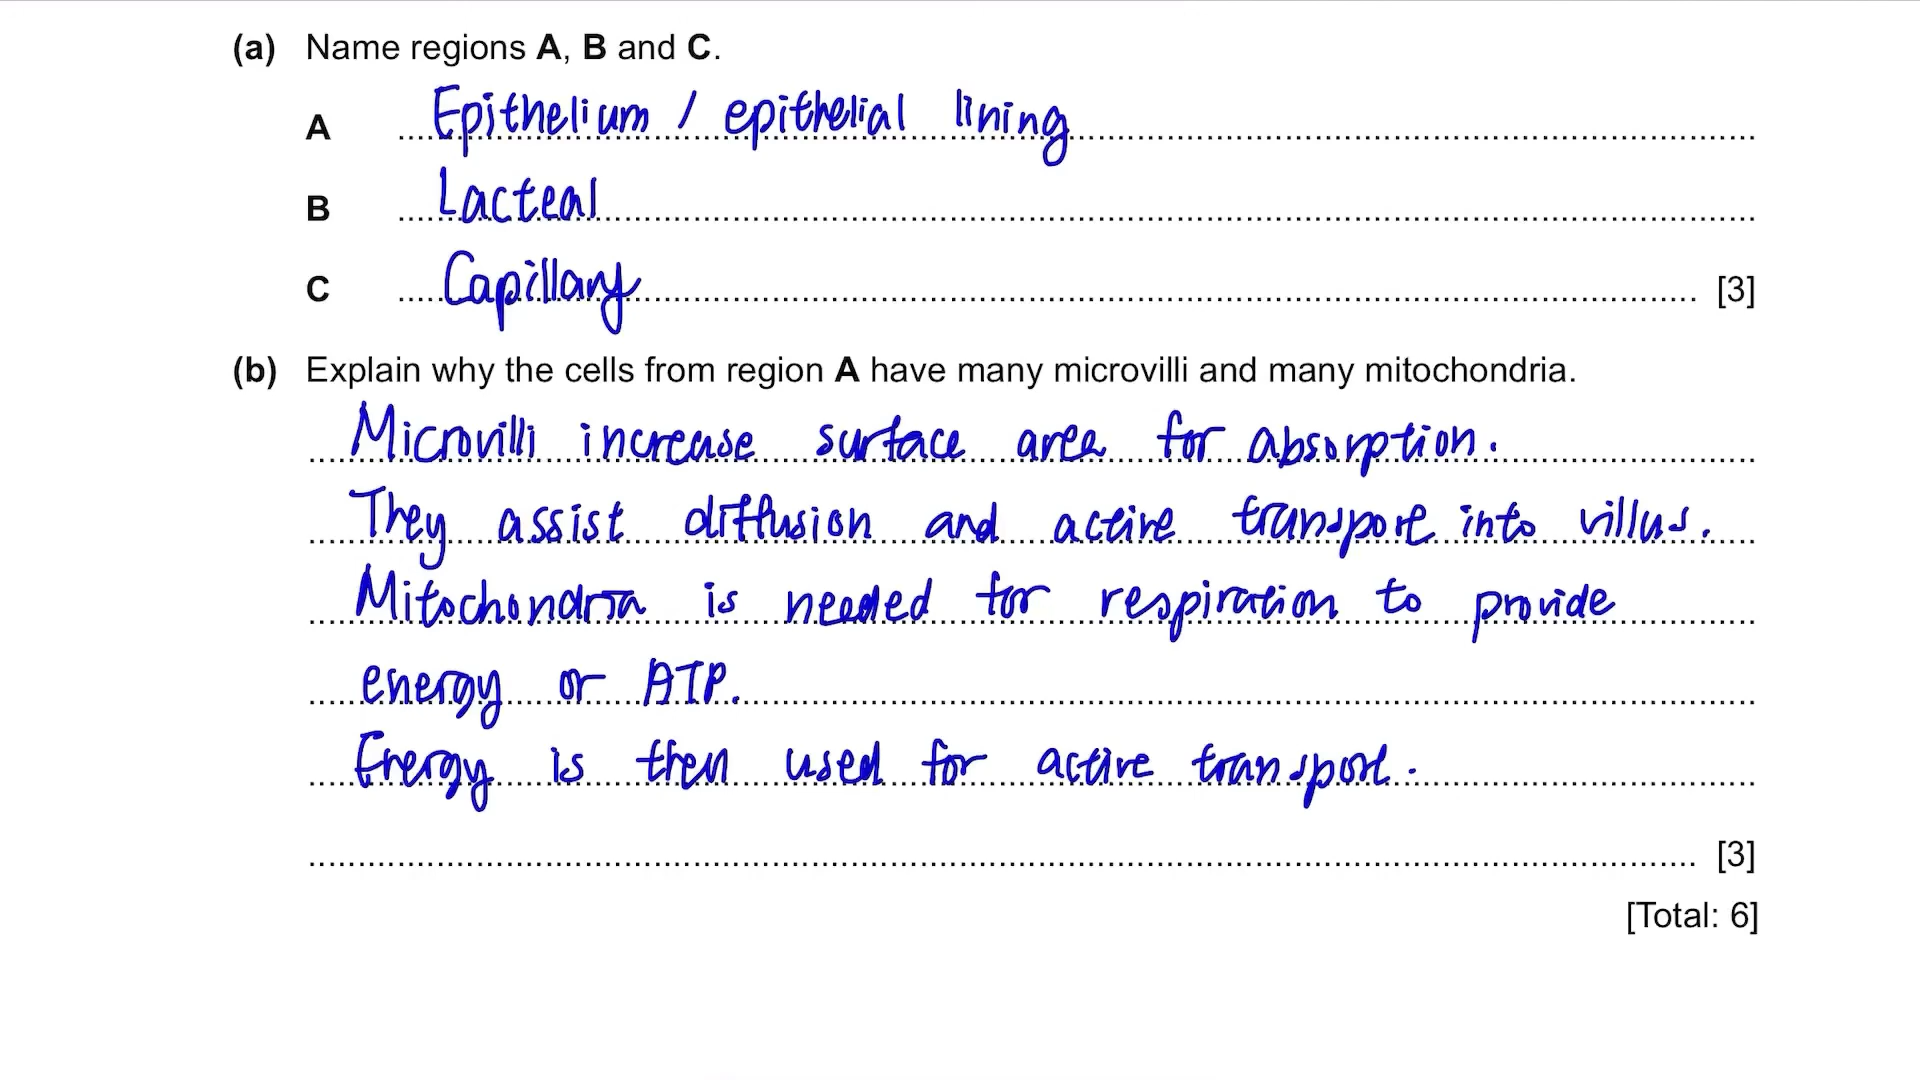 (a) Name regions A, B and C.
A Epithelium / epithelial lining
B Lacteal
C Capillary [3]
(b) Explain why the cells from region A have many microvilli and many mitochondria.
Microvilli increase surface area for absorption.
They assist diffusion and active transport into villus.
Mitochondria is needed for respiration to provide
energy or ATP.
Energy is then used for active transport.
[3]
[Total: 6]